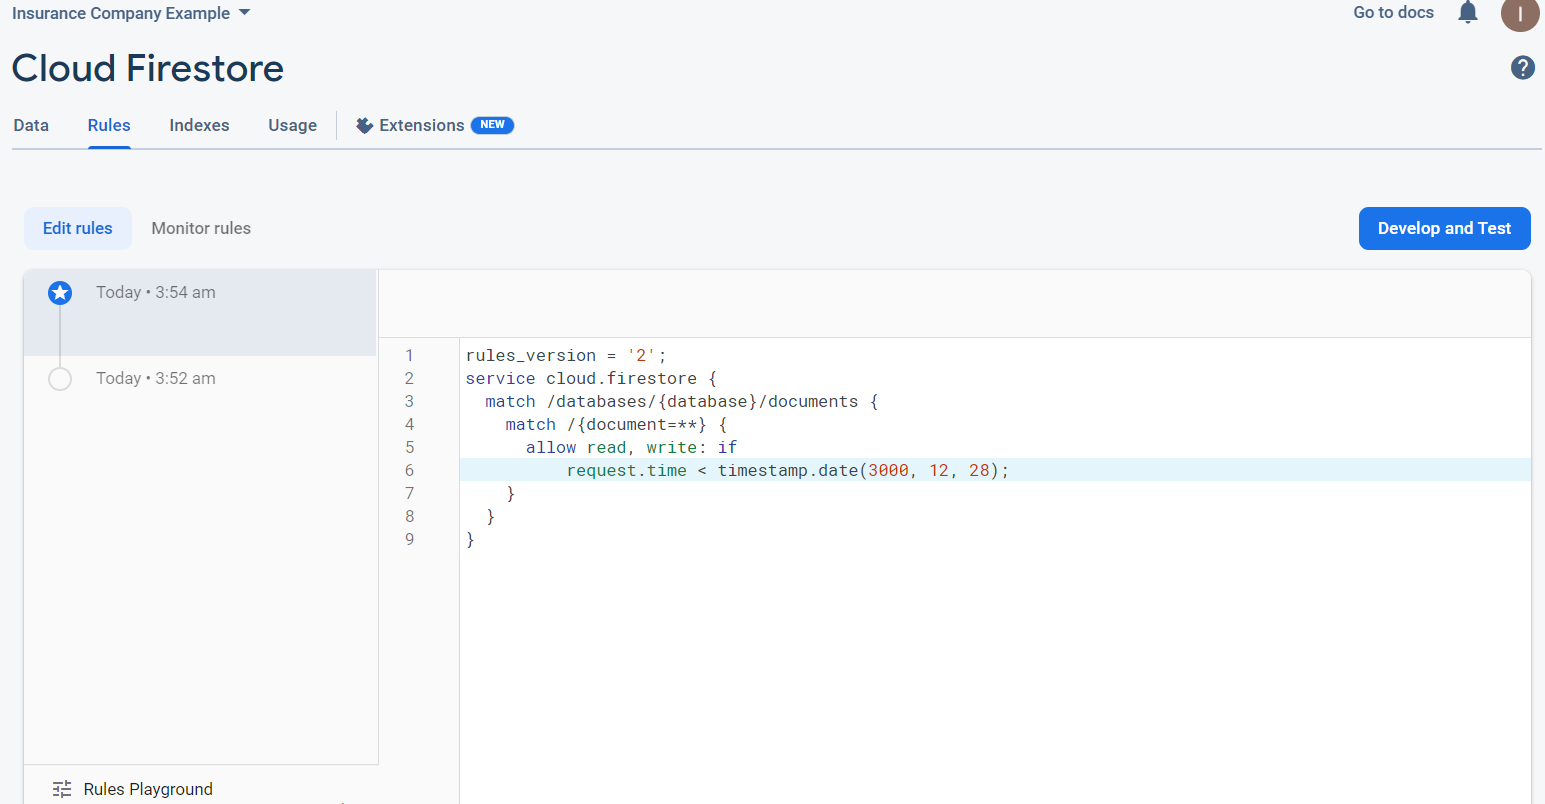 Insurance Company Example
Go to docs
I
Cloud Firestore
?
Data Rules Indexes Usage Extensions NEW
Edit rules Monitor rules
Develop and Test
Today • 3:54 am
Today • 3:52 am
1 rules_version = '2';
2 service cloud.firestore {
3 match /databases/{database}/documents {
4 match /{document=**} {
5 allow read, write: if
6 request.time < timestamp.date(3000, 12, 28);
7 }
8 }
9 }
Rules Playground